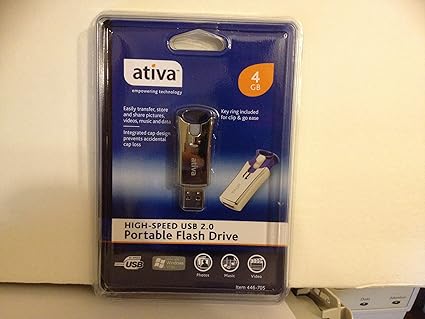 ativa™
empowering technology
4
GB
Easily transfer, store
and share pictures,
videos, music and data
Integrated cap design
prevents accidental
cap loss
Key ring included
for clip & go ease
ativa
HIGH-SPEED USB 2.0
Portable Flash Drive
USB
Windows
Photos
Music
Video
Item 446-705